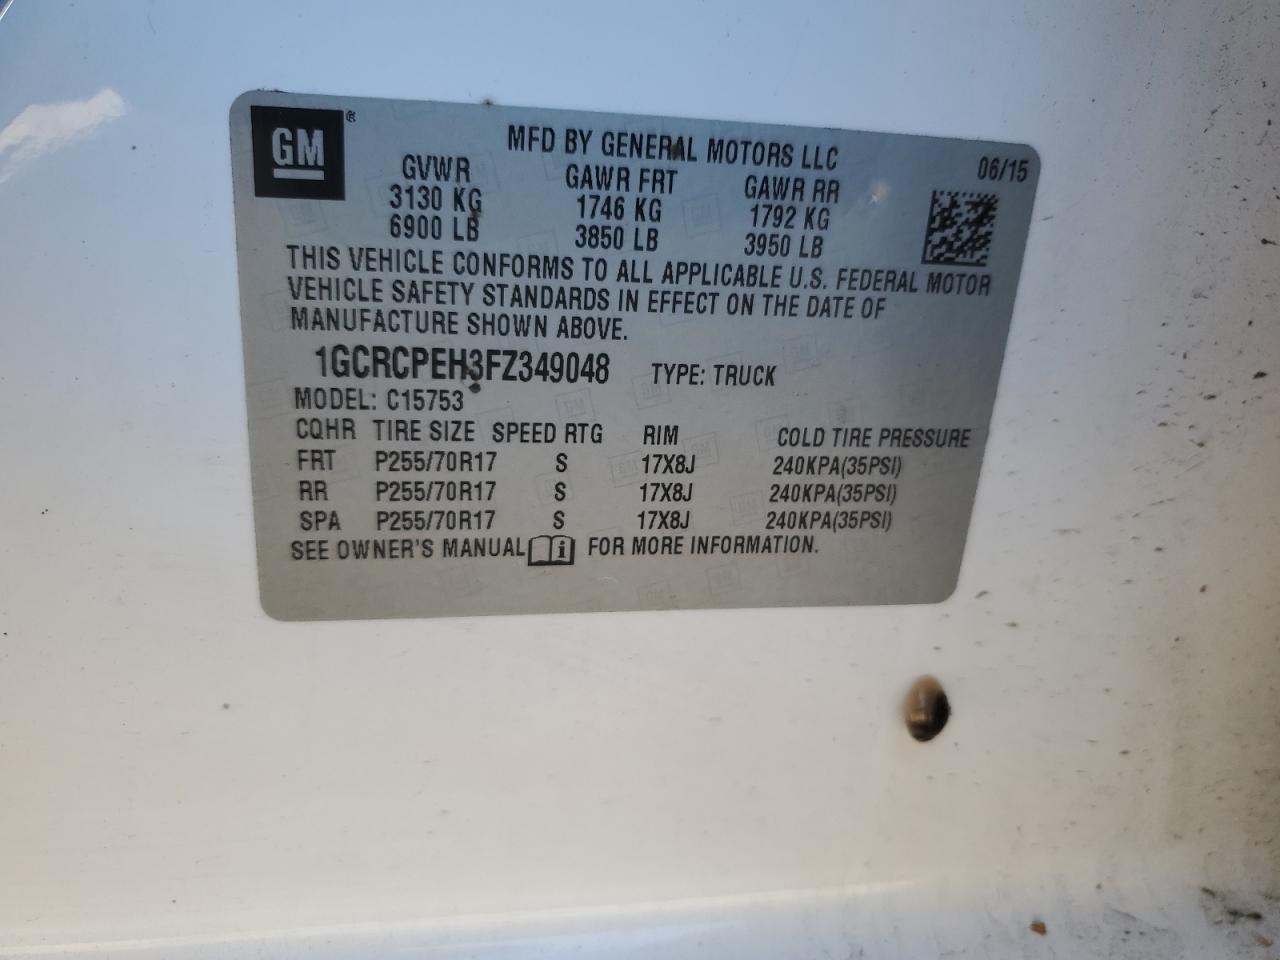 GM®
MFD BY GENERAL MOTORS LLC 06/15
GVWR GAWR FRT GAWR RR
3130 KG 1746 KG 1792 KG
6900 LB 3850 LB 3950 LB
THIS VEHICLE CONFORMS TO ALL APPLICABLE U.S. FEDERAL MOTOR
VEHICLE SAFETY STANDARDS IN EFFECT ON THE DATE OF
MANUFACTURE SHOWN ABOVE.
1GCRCPEH3FZ349048 TYPE: TRUCK
MODEL: C15753
CQHR TIRE SIZE SPEED RTG RIM COLD TIRE PRESSURE
FRT P255/70R17 S 17X8J 240KPA(35PSI)
RR P255/70R17 S 17X8J 240KPA(35PSI)
SPA P255/70R17 S 17X8J 240KPA(35PSI)
SEE OWNER'S MANUAL i FOR MORE INFORMATION.